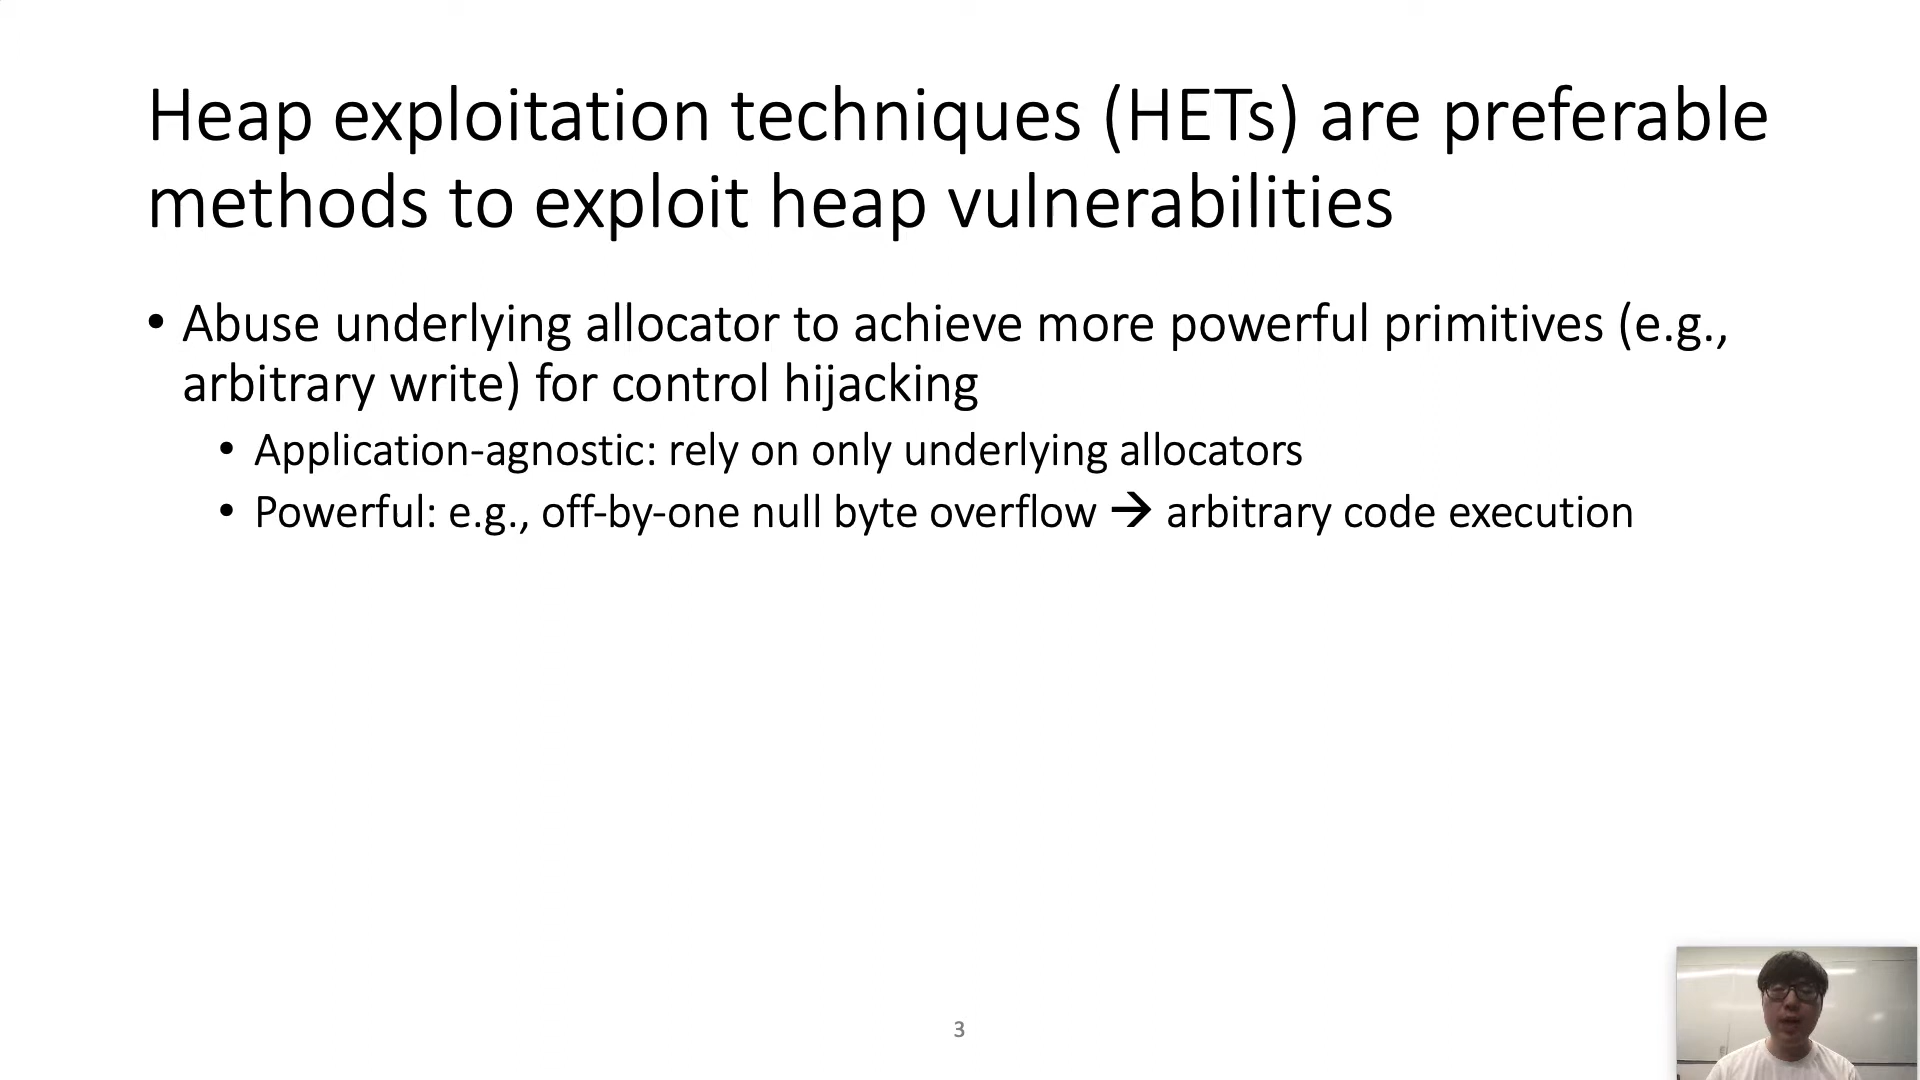 Heap exploitation techniques (HETs) are preferable
methods to exploit heap vulnerabilities
• Abuse underlying allocator to achieve more powerful primitives (e.g.,
arbitrary write) for control hijacking
• Application-agnostic: rely on only underlying allocators
• Powerful: e.g., off-by-one null byte overflow → arbitrary code execution
3